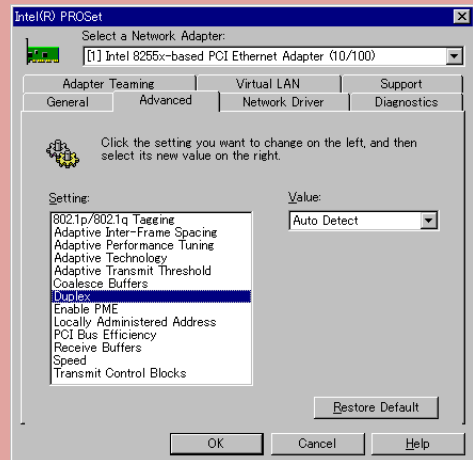 Intel(R) PROSet
Select a Network Adapter:
[1] Intel 8255x-based PCI Ethernet Adapter (10/100)
Adapter Teaming Virtual LAN Support
General Advanced Network Driver Diagnostics
Click the setting you want to change on the left, and then
select its new value on the right.
Setting: Value:
802.1p/802.1q Tagging Auto Detect
Adaptive Inter-Frame Spacing
Adaptive Performance Tuning
Adaptive Technology
Adaptive Transmit Threshold
Coalesce Buffers
Duplex
Enable PME
Locally Administered Address
PCI Bus Efficiency
Receive Buffers
Speed
Transmit Control Blocks
Restore Default
OK Cancel Help